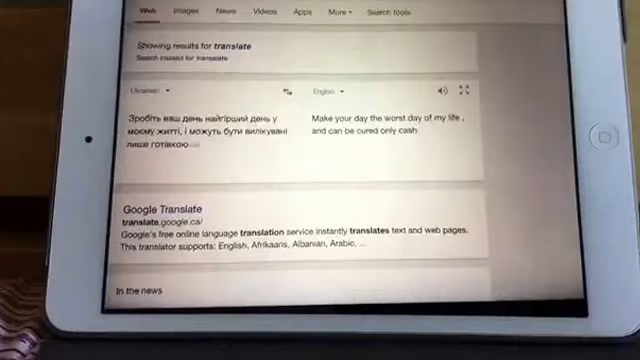 Web Images News Videos Apps More Search tools
Showing results for translate
Search instead for transslate
Ukrainian English
Зробіть ваш день найгірший день у
моєму житті, і можуть бути вилікувані
лише готівкою
Make your day the worst day of my life ,
and can be cured only cash
Google Translate
translate.google.ca/
Google's free online language translation service instantly translates text and web pages.
This translator supports: English, Afrikaans, Albanian, Arabic, ...
In the news